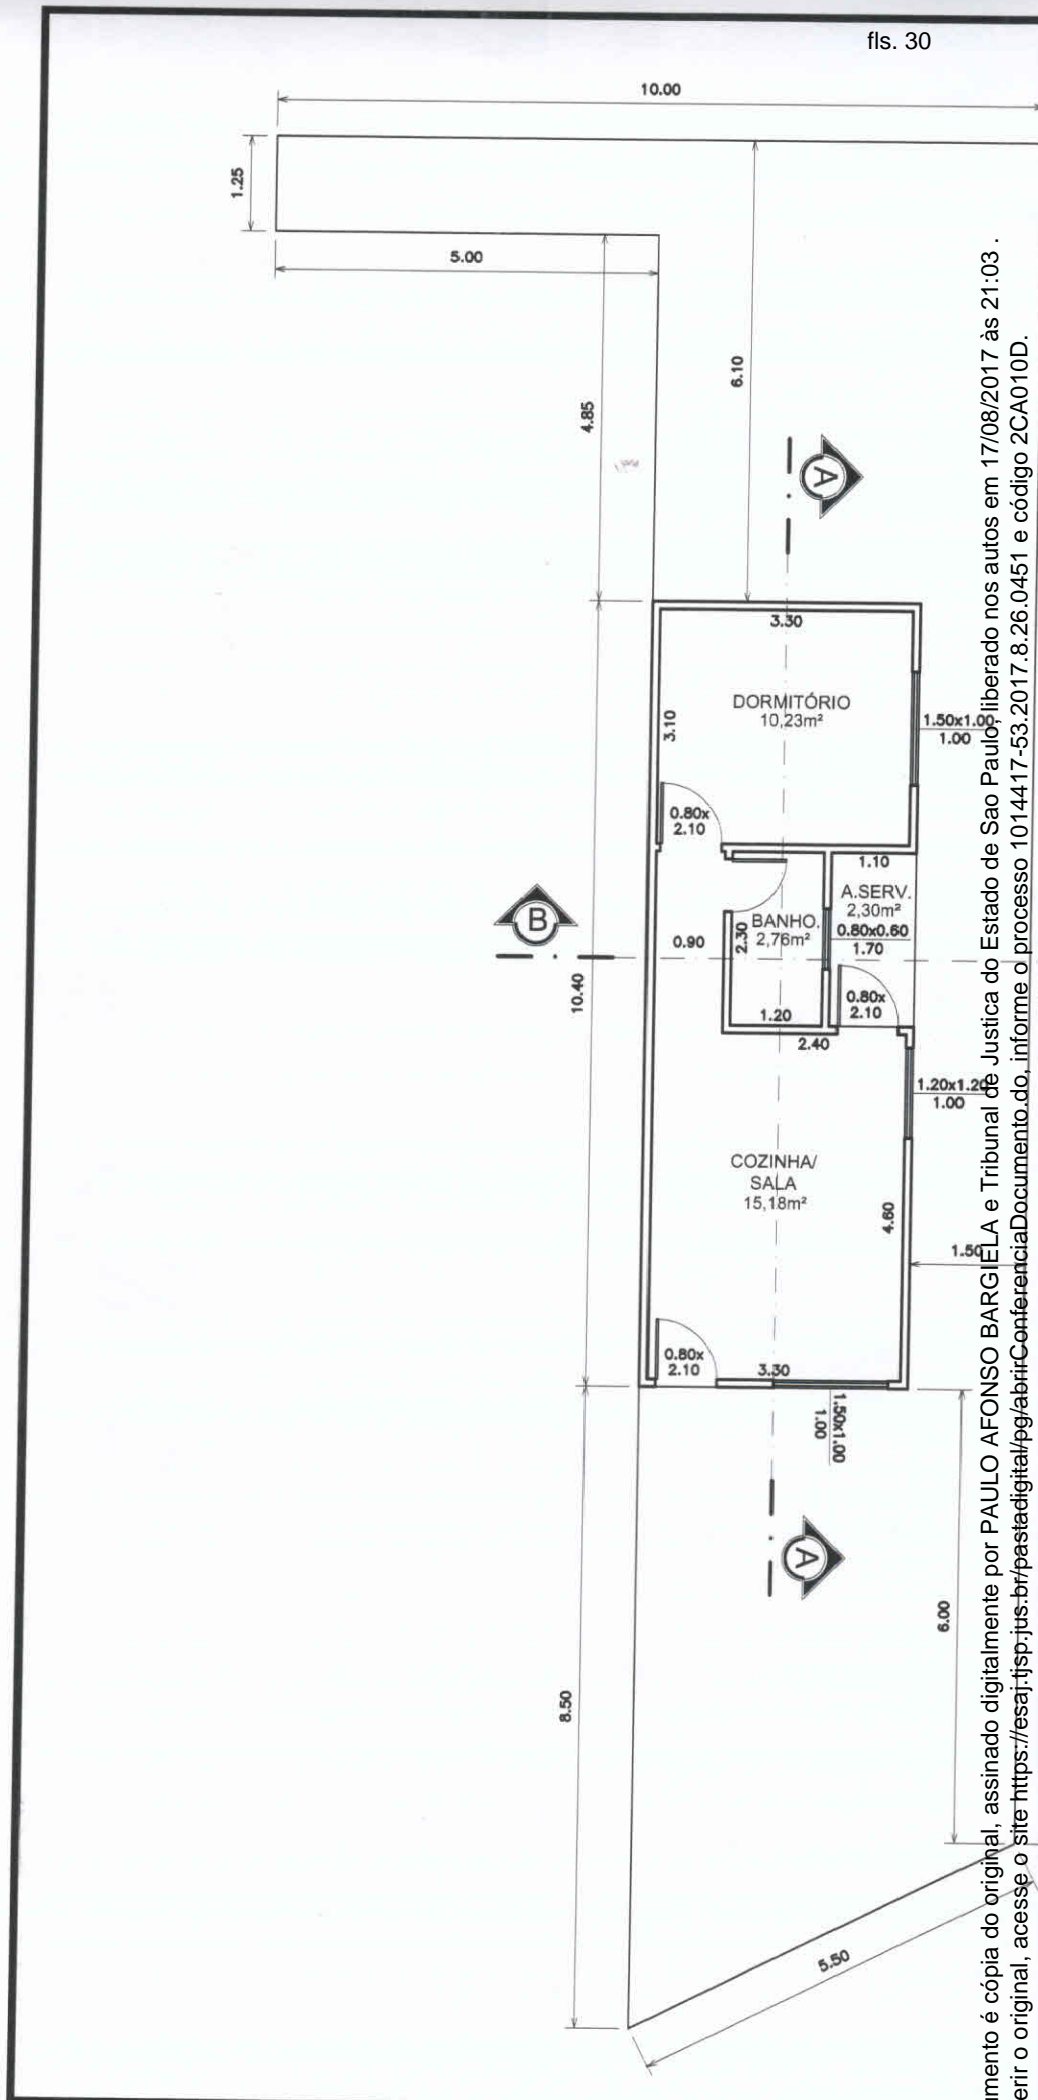 fls. 30
10.00
1.25
5.00
4.85
6.10
A
3.30
DORMITÓRIO
10,23m²
3.10
1.50x1.00
1.00
0.80x
2.10
1.10
A.SERV.
2,30m²
0.80x0.60
1.70
BANHO.
2,76m²
2.30
B
0.90
10.40
0.80x
2.10
1.20
2.40
1.20x1.20
1.00
COZINHA/
SALA
15,18m²
4.60
1.50
0.80x
2.10
3.30
1.50x1.00
1.00
A
6.00
8.50
5.50
mento é cópia do original, assinado digitalmente por PAULO AFONSO BARGIELA e Tribunal de Justica do Estado de Sao Paulo, liberado nos autos em 17/08/2017 às 21:03 .
erir o original, acesse o site https://esaj.tjsp.jus.br/pastadigital/pg/abrirConferenciaDocumento.do, informe o processo 1014417-53.2017.8.26.0451 e código 2CA010D.